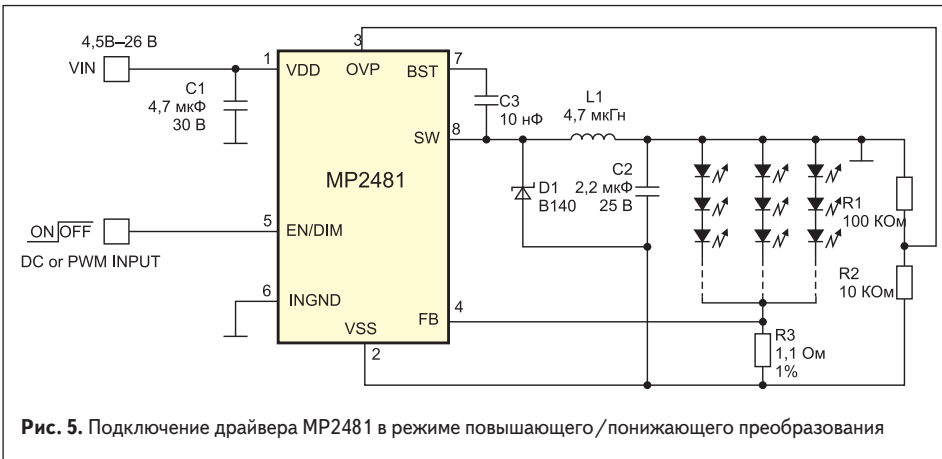 4,5В–26 В
VIN
C1
4,7 мкФ
30 В
1
VDD
3
OVP
BST
7
C3
10 нФ
SW
8
L1
4,7 мкГн
MP2481
D1
B140
C2
2,2 мкФ
25 В
R1
100 КОм
R2
10 КОм
ON OFF
DC or PWM INPUT
5
EN/DIM
6
INGND
VSS
2
FB
4
R3
1,1 Ом
1%
Рис. 5. Подключение драйвера MP2481 в режиме повышающего/понижающего преобразования